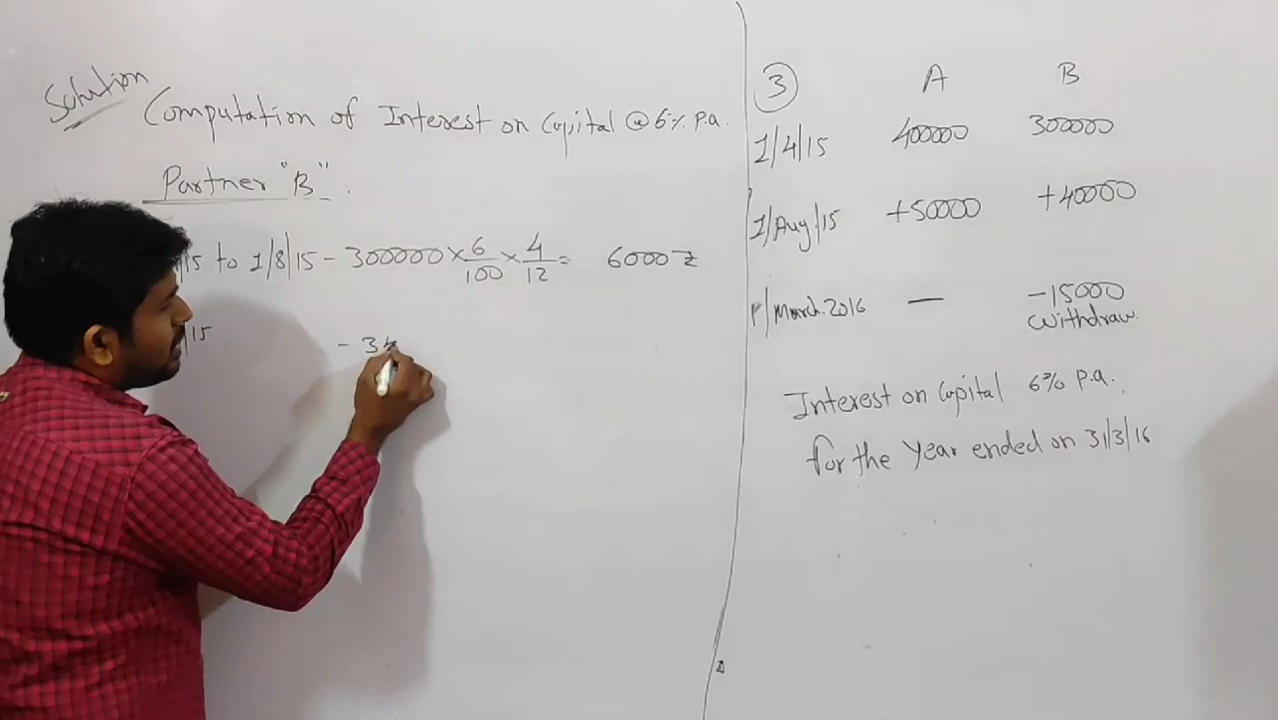 Solution
Computation of Interest on Capital @ 6% P.a.
Partner "B".
/15 to 1/8/15 - 300000 × 6/100 × 4/12 = 6000
/15 - 34
3 A B
1/4/15 400000 300000
1/Aug/15 +50000 +40000
1/March.2016 — -15000
Withdraw.
Interest on Capital 6% P.a.
for the Year ended on 31/3/16